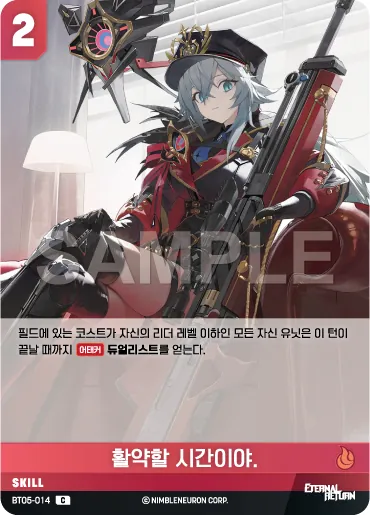 2
SAMPLE
필드에 있는 코스트가 자신의 리더 레벨 이하인 모든 자신 유닛은 이 턴이
끝날 때까지 어태커 듀얼리스트를 얻는다.
활약할 시간이야.
SKILL
BT05-014 C
© NIMBLENEURON CORP.
ETERNAL
RETURN